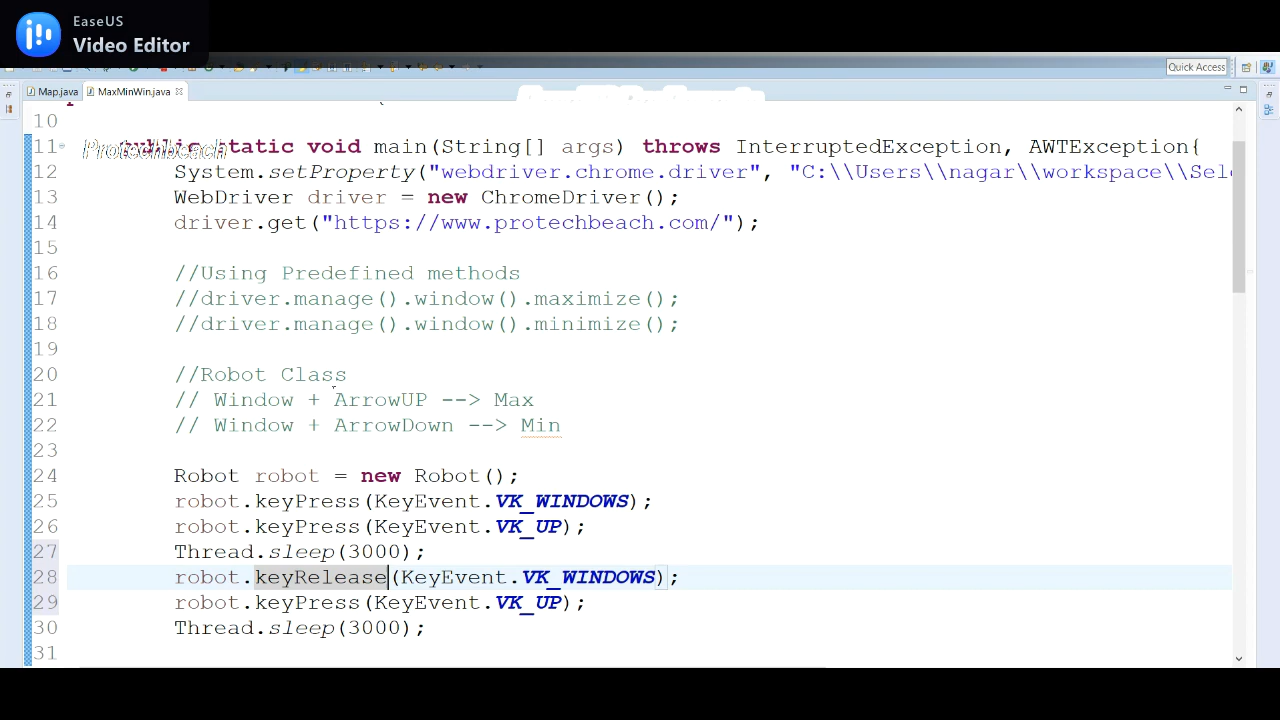 EaseUS
Video Editor
Quick Access
Map.java
MaxMinWin.java
10
Protechbeach
11 static void main(String[] args) throws InterruptedException, AWTException{
12 System.setProperty("webdriver.chrome.driver", "C:\\Users\\nagar\\workspace\\Sele
13 WebDriver driver = new ChromeDriver();
14 driver.get("https://www.protechbeach.com/");
15
16 //Using Predefined methods
17 //driver.manage().window().maximize();
18 //driver.manage().window().minimize();
19
20 //Robot Class
21 // Window + ArrowUP --> Max
22 // Window + ArrowDown --> Min
23
24 Robot robot = new Robot();
25 robot.keyPress(KeyEvent.VK_WINDOWS);
26 robot.keyPress(KeyEvent.VK_UP);
27 Thread.sleep(3000);
28 robot.keyRelease(KeyEvent.VK_WINDOWS);
29 robot.keyPress(KeyEvent.VK_UP);
30 Thread.sleep(3000);
31